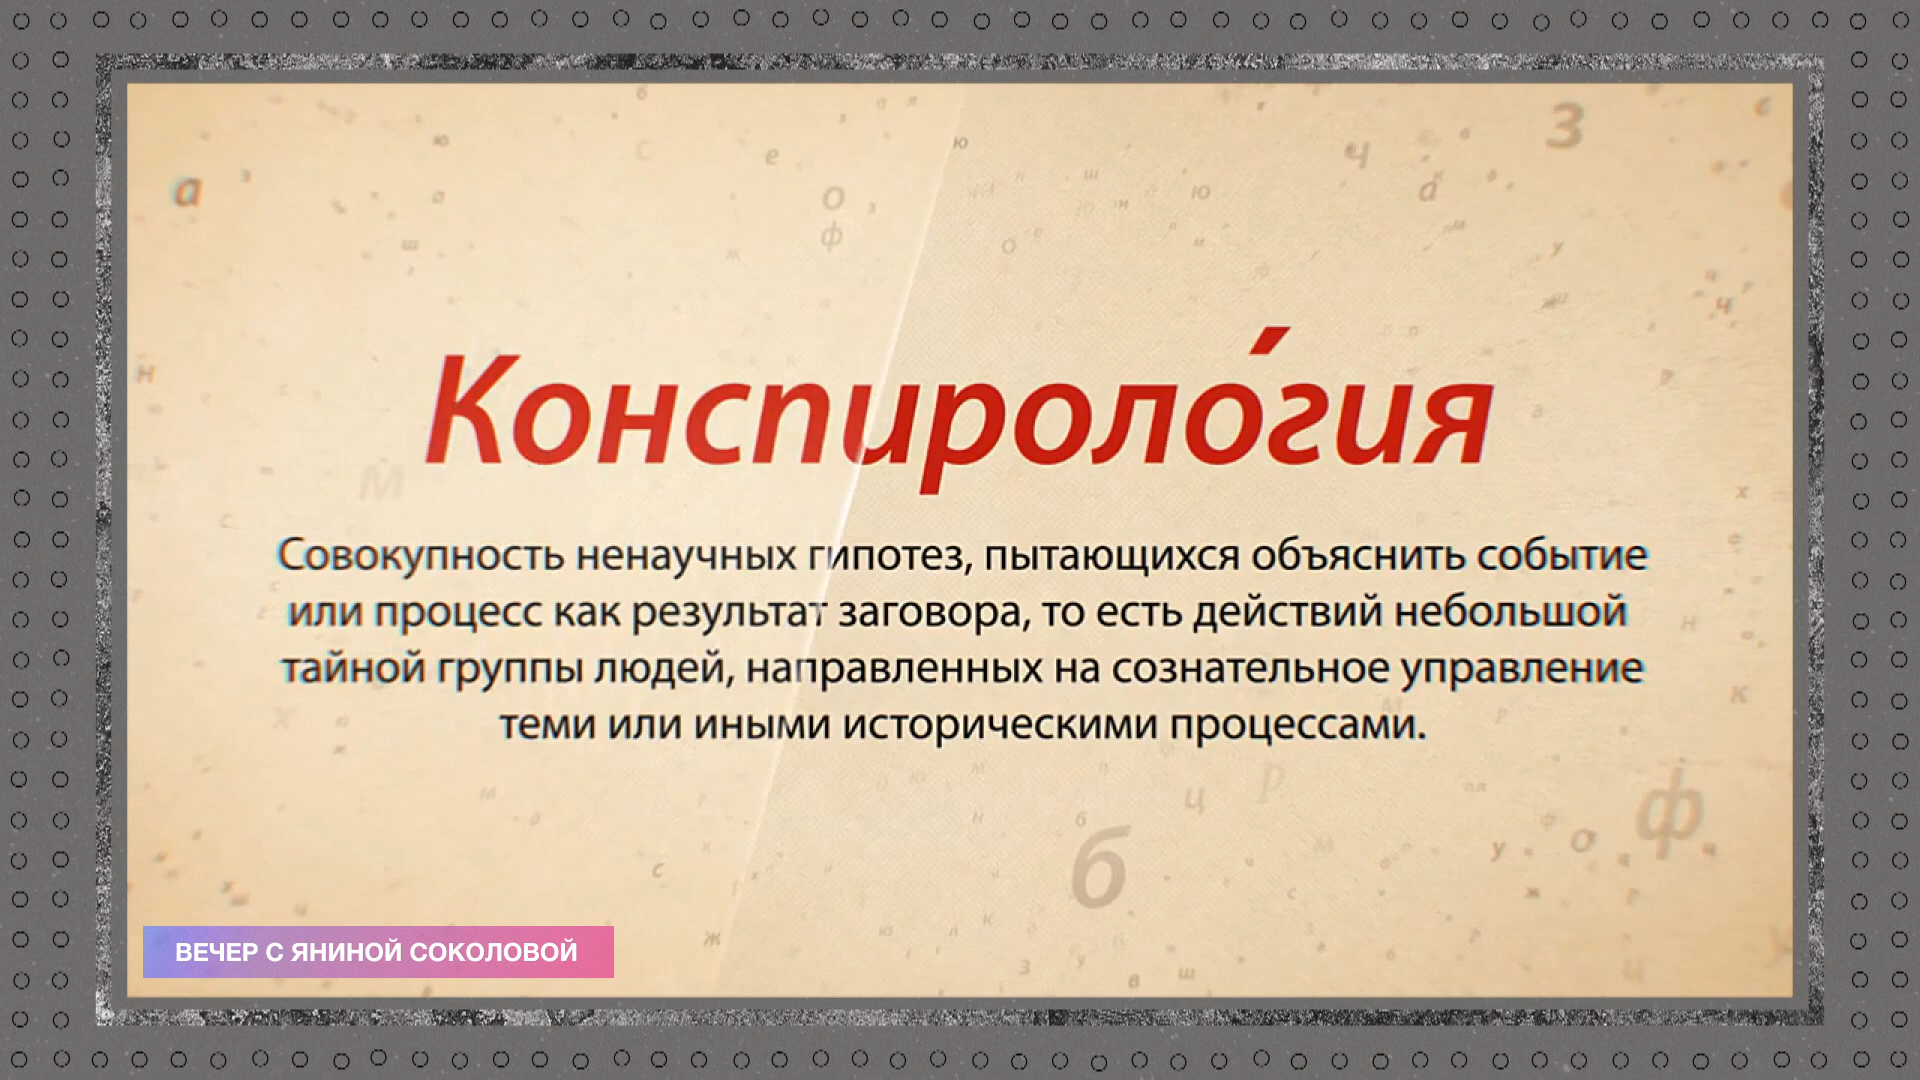 Конспироло́гия
Совокупность ненаучных гипотез, пытающихся объяснить событие
или процесс как результат заговора, то есть действий небольшой
тайной группы людей, направленных на сознательное управление
теми или иными историческими процессами.
ВЕЧЕР С ЯНИНОЙ СОКОЛОВОЙ